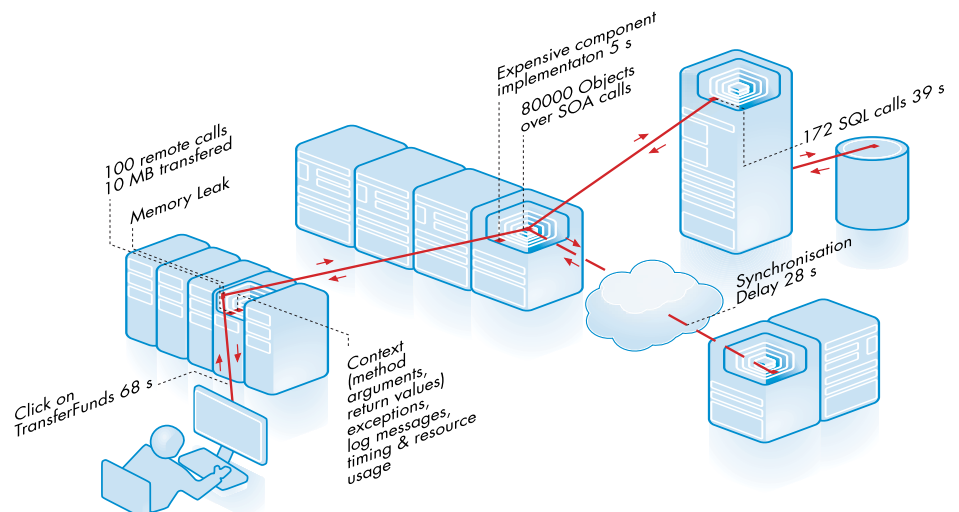 Expensive component
implementaton 5 s
80000 Objects
over SOA calls
172 SQL calls 39 s
100 remote calls
10 MB transfered
Memory Leak
Synchronisation
Delay 28 s
Click on
TransferFunds 68 s
Context
(method
arguments,
return values)
exceptions,
log messages,
timing & resource
usage